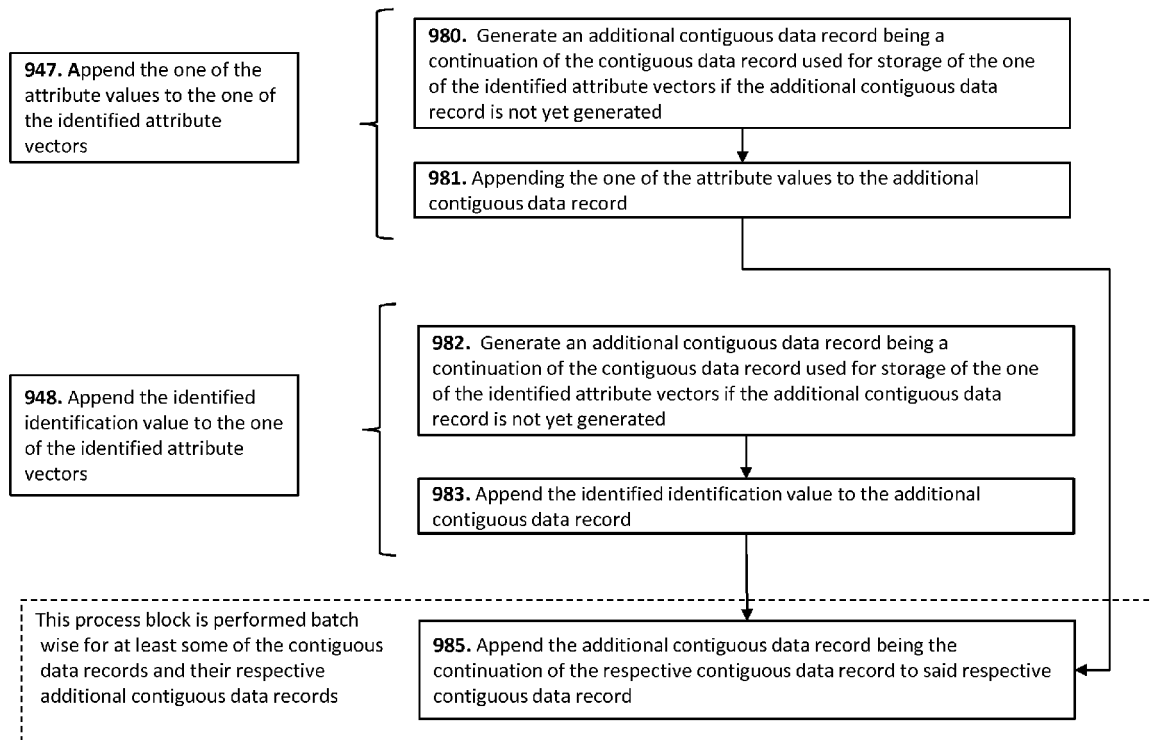 947. Append the one of the
attribute values to the one of
the identified attribute
vectors
980. Generate an additional contiguous data record being a
continuation of the contiguous data record used for storage of the one
of the identified attribute vectors if the additional contiguous data
record is not yet generated
981. Appending the one of the attribute values to the additional
contiguous data record
948. Append the identified
identification value to the one
of the identified attribute
vectors
982. Generate an additional contiguous data record being a
continuation of the contiguous data record used for storage of the one
of the identified attribute vectors if the additional contiguous data
record is not yet generated
983. Append the identified identification value to the additional
contiguous data record
This process block is performed batch
wise for at least some of the contiguous
data records and their respective
additional contiguous data records
985. Append the additional contiguous data record being the
continuation of the respective contiguous data record to said respective
contiguous data record